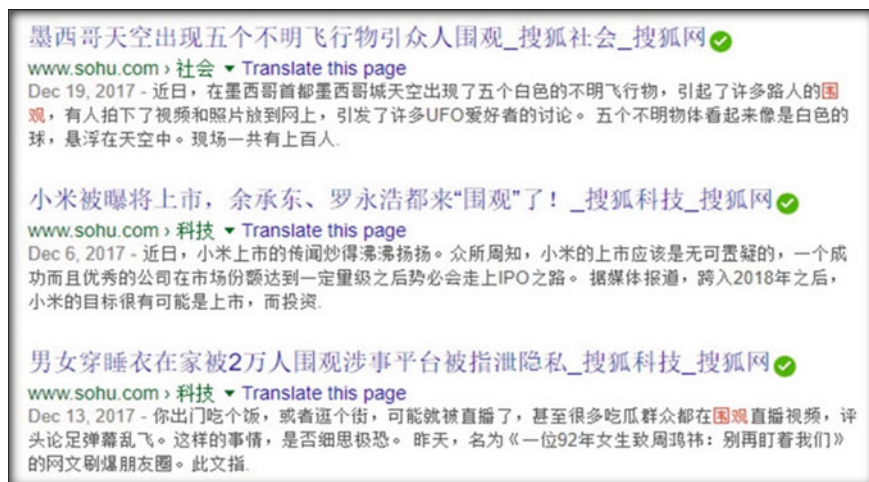 墨西哥天空出现五个不明飞行物引众人围观_搜狐社会_搜狐网
www.sohu.com › 社会 ▼ Translate this page
Dec 19, 2017 - 近日，在墨西哥首都墨西哥城天空出现了五个白色的不明飞行物，引起了许多路人的围
观，有人拍下了视频和照片放到网上，引发了许多UFO爱好者的讨论。 五个不明物体看起来像是白色的
球，悬浮在天空中。现场一共有上百人.
小米被曝将上市，余承东、罗永浩都来“围观”了！_搜狐科技_搜狐网
www.sohu.com › 科技 ▼ Translate this page
Dec 6, 2017 - 近日，小米上市的传闻炒得沸沸扬扬。众所周知，小米的上市应该是无可置疑的，一个成
功而且优秀的公司在市场份额达到一定量级之后势必会走上IPO之路。 据媒体报道，跨入2018年之后，
小米的目标很有可能是上市，而投资.
男女穿睡衣在家被2万人围观涉事平台被指泄隐私_搜狐科技_搜狐网
www.sohu.com › 科技 ▼ Translate this page
Dec 13, 2017 - 你出门吃个饭，或者逛个街，可能就被直播了，甚至很多吃瓜群众都在围观直播视频，评
头论足弹幕乱飞。这样的事情，是否细思极恐。 昨天，名为《一位92年女生致周鸿祎：别再盯着我们》
的网文刷爆朋友圈。此文指.